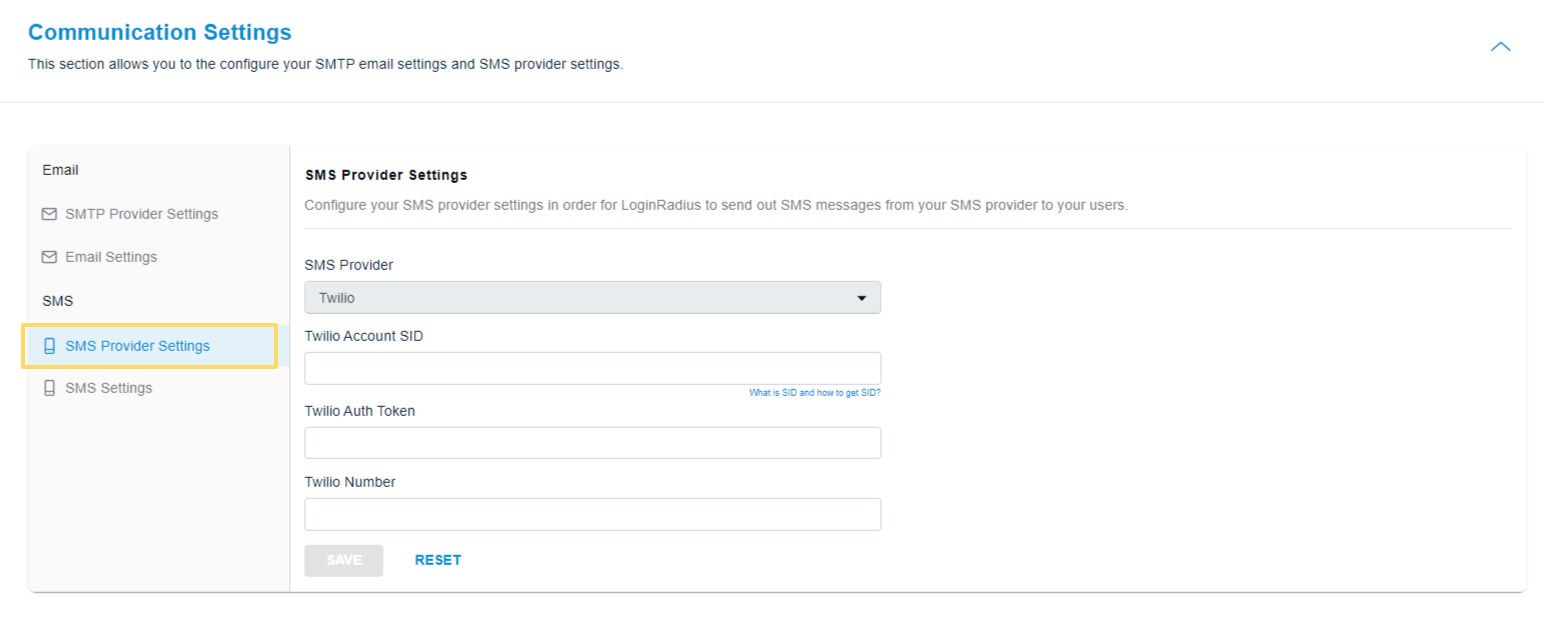 Communication Settings
This section allows you to the configure your SMTP email settings and SMS provider settings.
Email
SMTP Provider Settings
Email Settings
SMS
SMS Provider Settings
SMS Settings
SMS Provider Settings
Configure your SMS provider settings in order for LoginRadius to send out SMS messages from your SMS provider to your users.
SMS Provider
Twilio
Twilio Account SID
What is SID and how to get SID?
Twilio Auth Token
Twilio Number
SAVE RESET